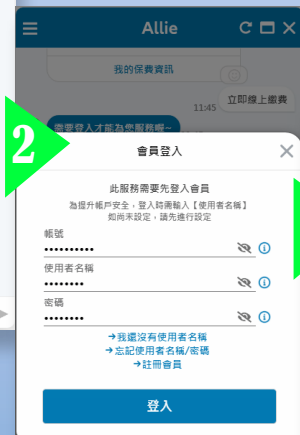 Allie
我的保費資訊
11:45
立即線上繳費
需要登入才能為您服務喔~
2
會員登入
此服務需要先登入會員
為提升帳戶安全，登入時需輸入【使用者名稱】
如尚未設定，請先進行設定
帳號
使用者名稱
密碼
→我還沒有使用者名稱
→忘記使用者名稱/密碼
→註冊會員
登入